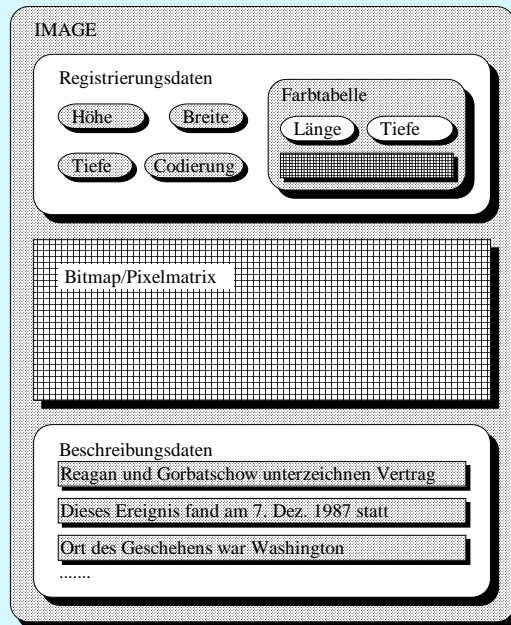 IMAGE
Registrierungsdaten
Höhe
Breite
Tiefe
Codierung
Farbtabelle
Länge
Tiefe
Bitmap/Pixelmatrix
Beschreibungsdaten
Reagan und Gorbatschow unterzeichnen Vertrag
Dieses Ereignis fand am 7. Dez. 1987 statt
Ort des Geschehens war Washington
.......